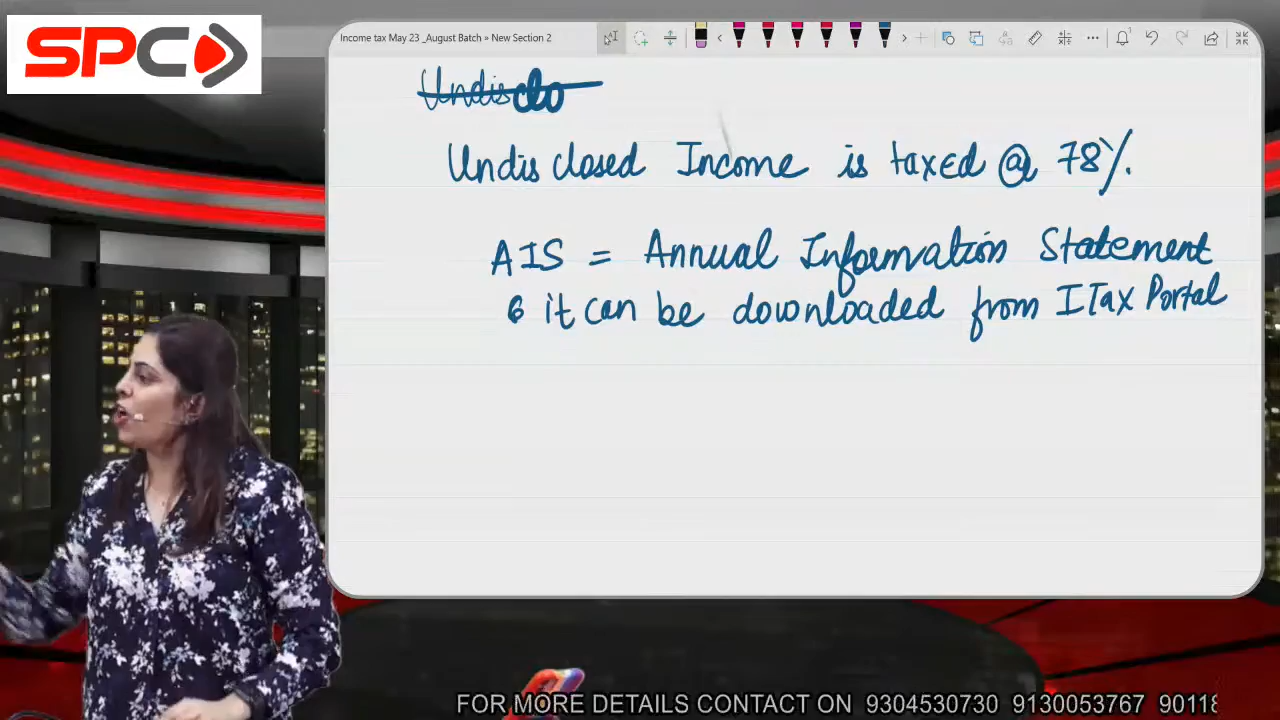 SPC
Income tax May 23 _August Batch » New Section 2
Undisclo
Undisclosed Income is taxed @ 78%.
AIS = Annual Information Statement
it can be downloaded from ITax Portal
FOR MORE DETAILS CONTACT ON 9304530730 9130053767 90118